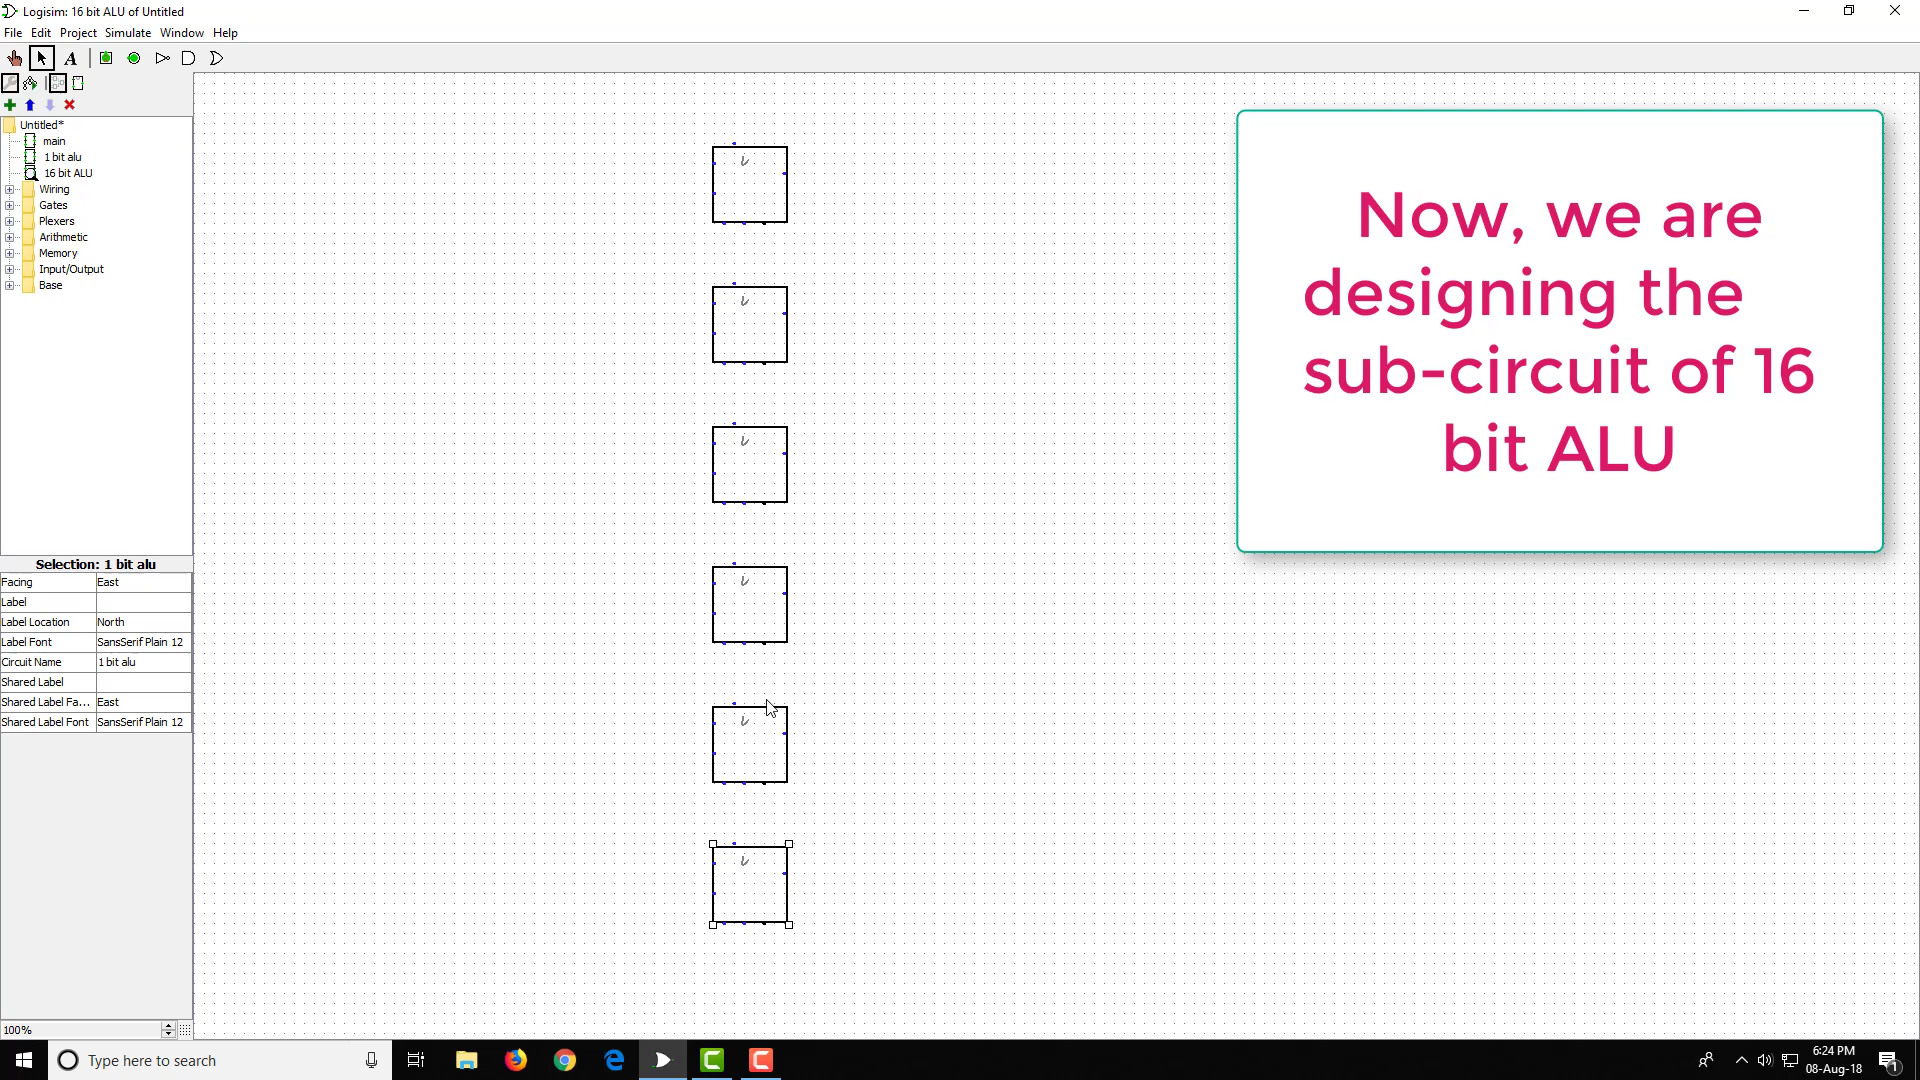 Logisim: 16 bit ALU of Untitled
File Edit Project Simulate Window Help
A
Untitled*
main
1 bit alu
16 bit ALU
Wiring
Gates
Plexers
Arithmetic
Memory
Input/Output
Base
Now, we are
designing the
sub-circuit of 16
bit ALU
Selection: 1 bit alu
Facing East
Label
Label Location North
Label Font SansSerif Plain 12
Circuit Name 1 bit alu
Shared Label
Shared Label Fa... East
Shared Label Font SansSerif Plain 12
100%
Type here to search
6:24 PM
08-Aug-18
1